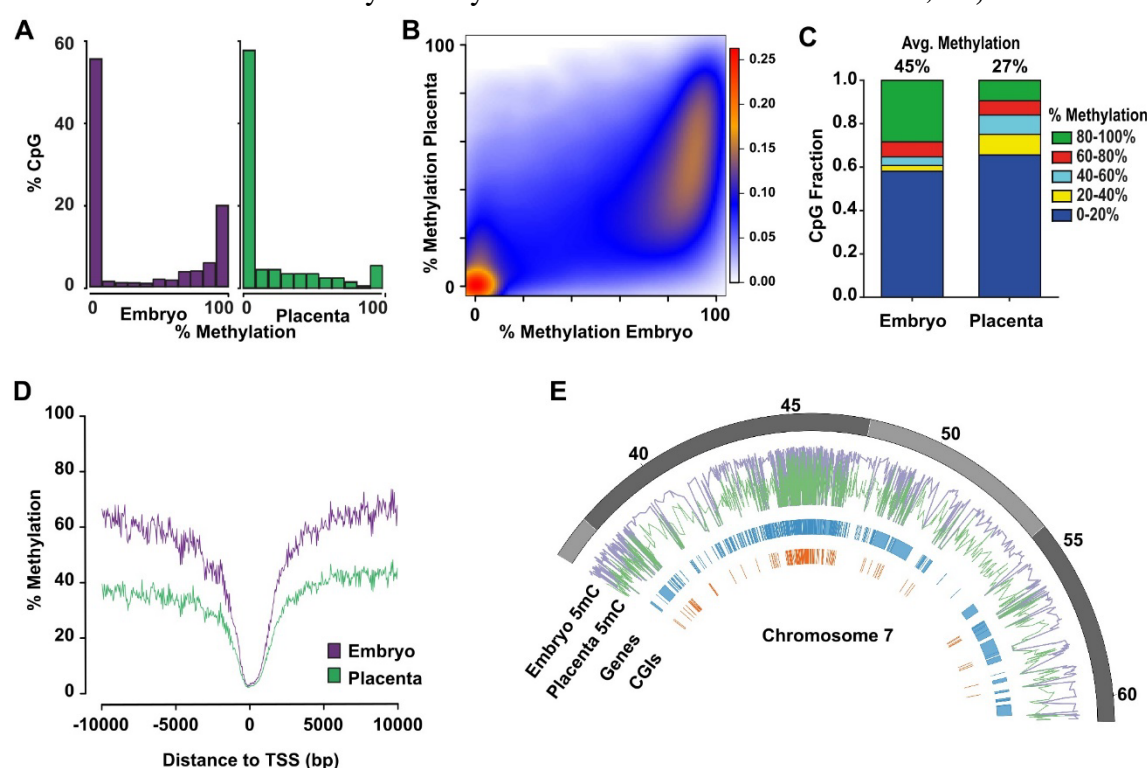 A
60
40
20
0
% CpG
0
100
0
100
Embryo
Placenta
% Methylation
B
100
0
% Methylation Placenta
0
100
% Methylation Embryo
0.25
0.20
0.15
0.10
0.05
0.00
C
Avg. Methylation
45%
27%
1.0
0.8
0.6
0.4
0.2
0.0
CpG Fraction
Embryo
Placenta
% Methylation
80-100%
60-80%
40-60%
20-40%
0-20%
D
100
80
60
40
20
0
% Methylation
Embryo
Placenta
-10000
-5000
0
5000
10000
Distance to TSS (bp)
E
40
45
50
55
60
Embryo 5mC
Placenta 5mC
Genes
CGIs
Chromosome 7